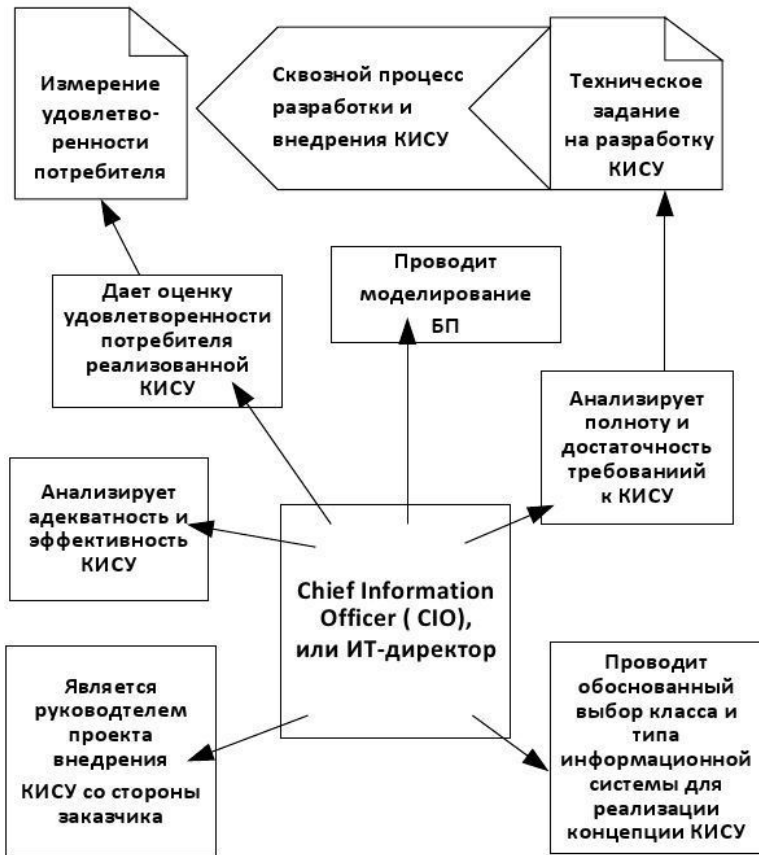 Измерение
удовлетво-
ренности
потребителя
Сквозной процесс
разработки и
внедрения КИСУ
Техническое
задание
на разработку
КИСУ
Дает оценку
удовлетворенности
потребителя
реализованной
КИСУ
Проводит
моделирование
БП
Анализирует
полноту и
достаточность
требованиий
к КИСУ
Анализирует
адекватность и
эффективность
КИСУ
Chief Information
Officer ( CIO),
или ИТ-директор
Является
руководтелем
проекта
внедрения
КИСУ со стороны
заказчика
Проводит
обоснованный
выбор класса и
типа
информационной
системы для
реализации
концепции КИСУ